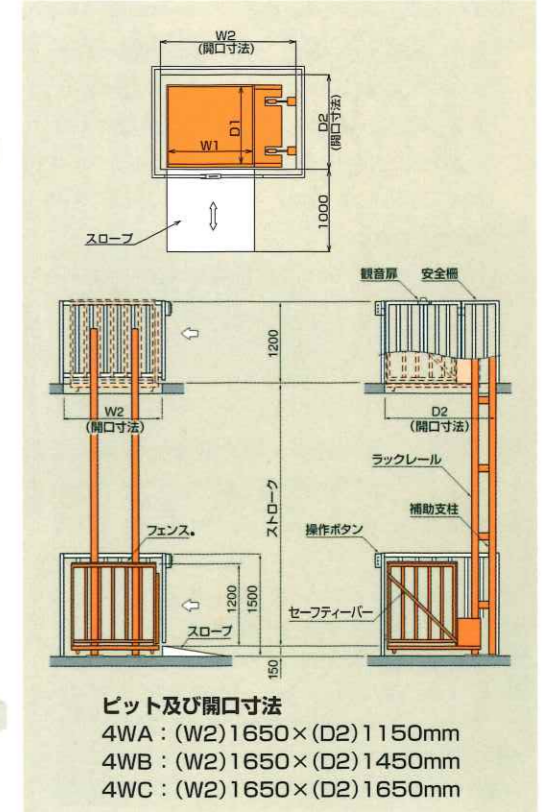 W2
(開口寸法)
W1
D1
D2
(開口寸法)
1000
スロープ
観音扉
安全柵
1200
W2
(開口寸法)
D2
(開口寸法)
ストローク
ラックレール
補助支柱
フェンス。
操作ボタン
1200
1500
セーフティーバー
スロープ
150
ピット及び開口寸法
4WA:(W2)1650×(D2)1150mm
4WB:(W2)1650×(D2)1450mm
4WC:(W2)1650×(D2)1650mm